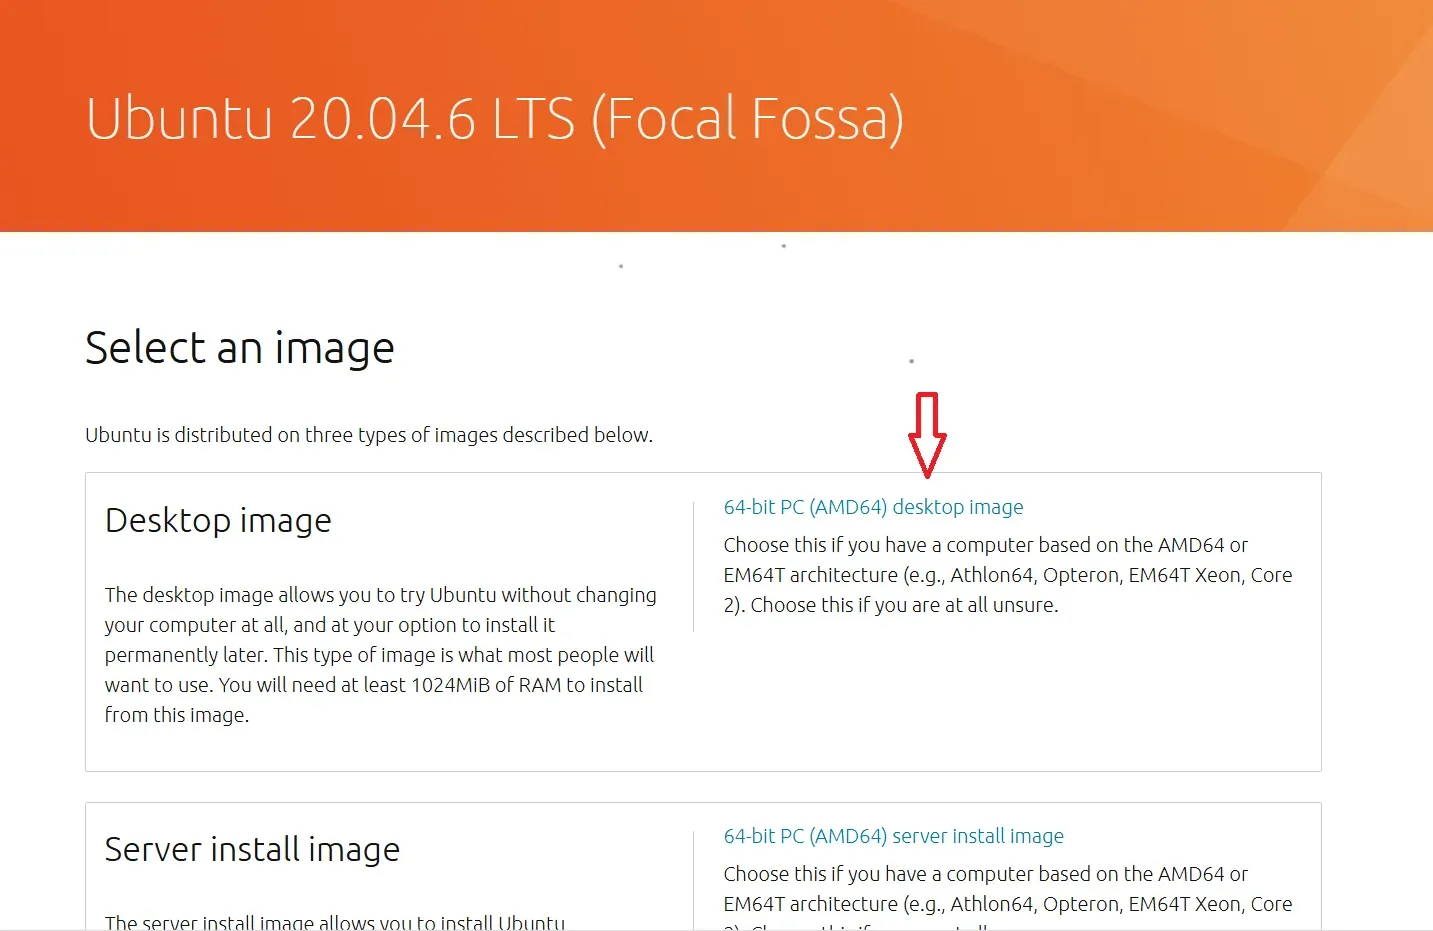 Ubuntu 20.04.6 LTS (Focal Fossa)
Select an image
Ubuntu is distributed on three types of images described below.
Desktop image
The desktop image allows you to try Ubuntu without changing
your computer at all, and at your option to install it
permanently later. This type of image is what most people will
want to use. You will need at least 1024MiB of RAM to install
from this image.
64-bit PC (AMD64) desktop image
Choose this if you have a computer based on the AMD64 or
EM64T architecture (e.g., Athlon64, Opteron, EM64T Xeon, Core
2). Choose this if you are at all unsure.
Server install image
The server install image allows you to install Ubuntu
64-bit PC (AMD64) server install image
Choose this if you have a computer based on the AMD64 or
EM64T architecture (e.g., Athlon64, Opteron, EM64T Xeon, Core